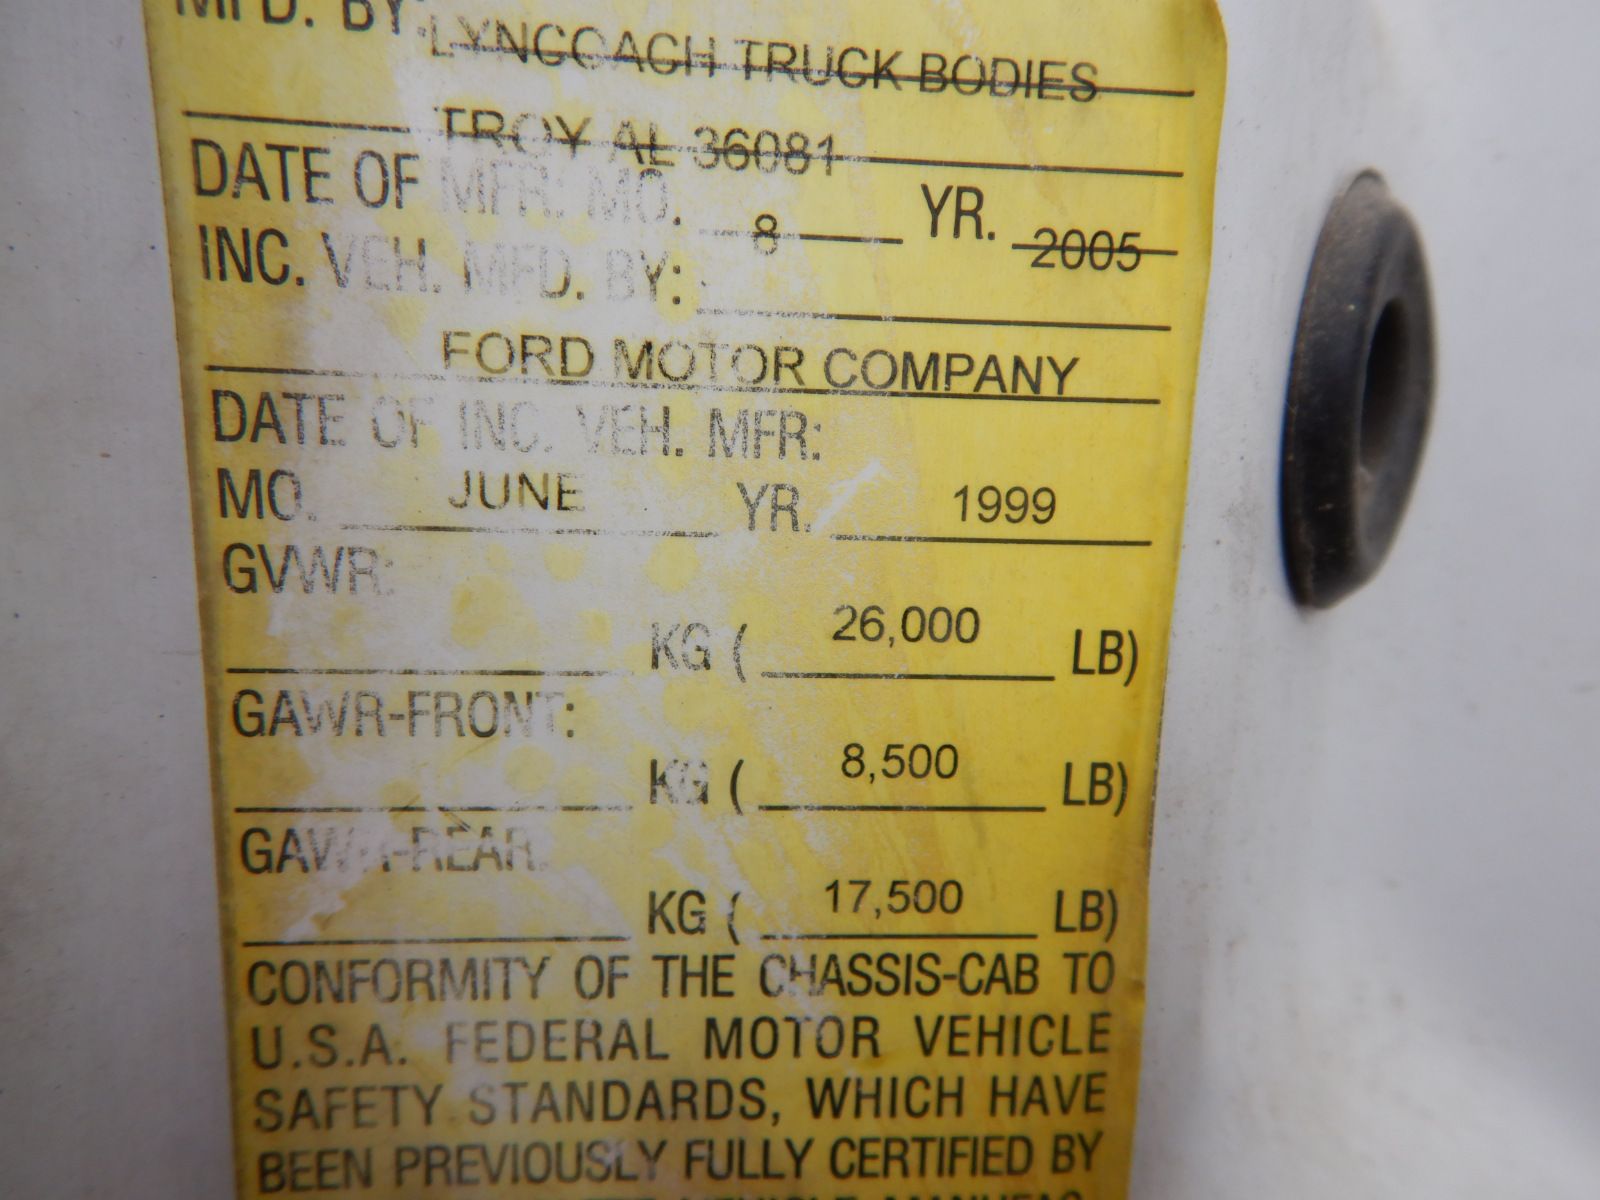 MFD. BY:
LYNCOACH TRUCK BODIES
TROY AL 36081
DATE OF MFR: MO. 8 YR. 2005
INC. VEH. MFD. BY:
FORD MOTOR COMPANY
DATE OF INC. VEH. MFR:
MO. JUNE YR. 1999
GVWR:
KG ( 26,000 LB)
GAWR-FRONT:
KG ( 8,500 LB)
GAWR-REAR:
KG ( 17,500 LB)
CONFORMITY OF THE CHASSIS-CAB TO
U.S.A. FEDERAL MOTOR VEHICLE
SAFETY STANDARDS, WHICH HAVE
BEEN PREVIOUSLY FULLY CERTIFIED BY